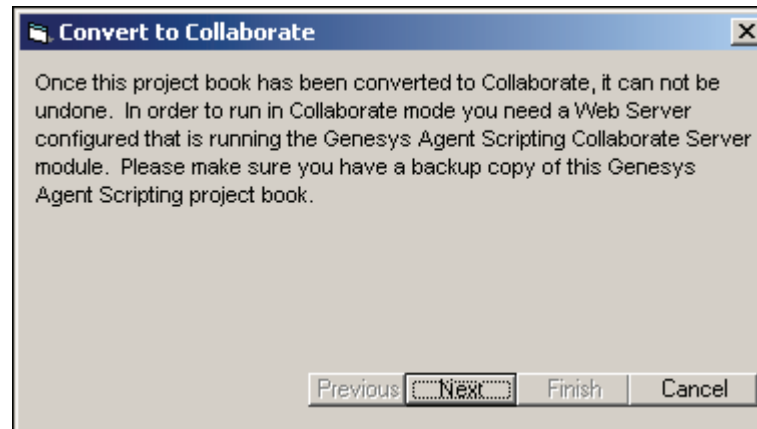 Convert to Collaborate
Once this project book has been converted to Collaborate, it can not be
undone.  In order to run in Collaborate mode you need a Web Server
configured that is running the Genesys Agent Scripting Collaborate Server
module.  Please make sure you have a backup copy of this Genesys
Agent Scripting project book.
Previous Next Finish Cancel